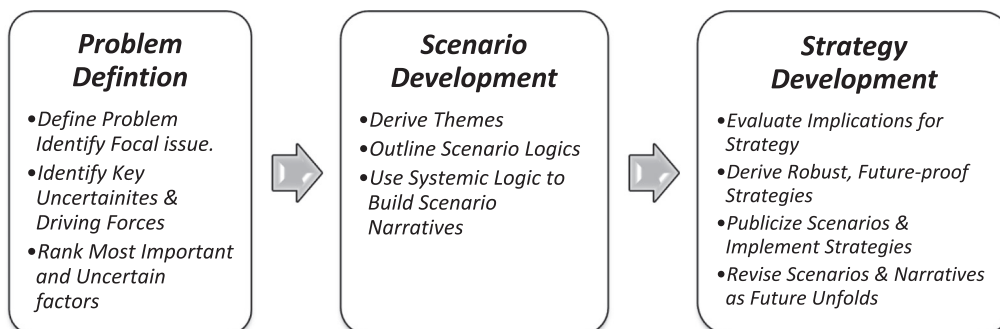 Problem
Defintion
•Define Problem
Identify Focal issue.
•Identify Key
Uncertainites &
Driving Forces
•Rank Most Important
and Uncertain
factors
Scenario
Development
•Derive Themes
•Outline Scenario Logics
•Use Systemic Logic to
Build Scenario
Narratives
Strategy
Development
•Evaluate Implications for
Strategy
•Derive Robust, Future-proof
Strategies
•Publicize Scenarios &
Implement Strategies
•Revise Scenarios & Narratives
as Future Unfolds